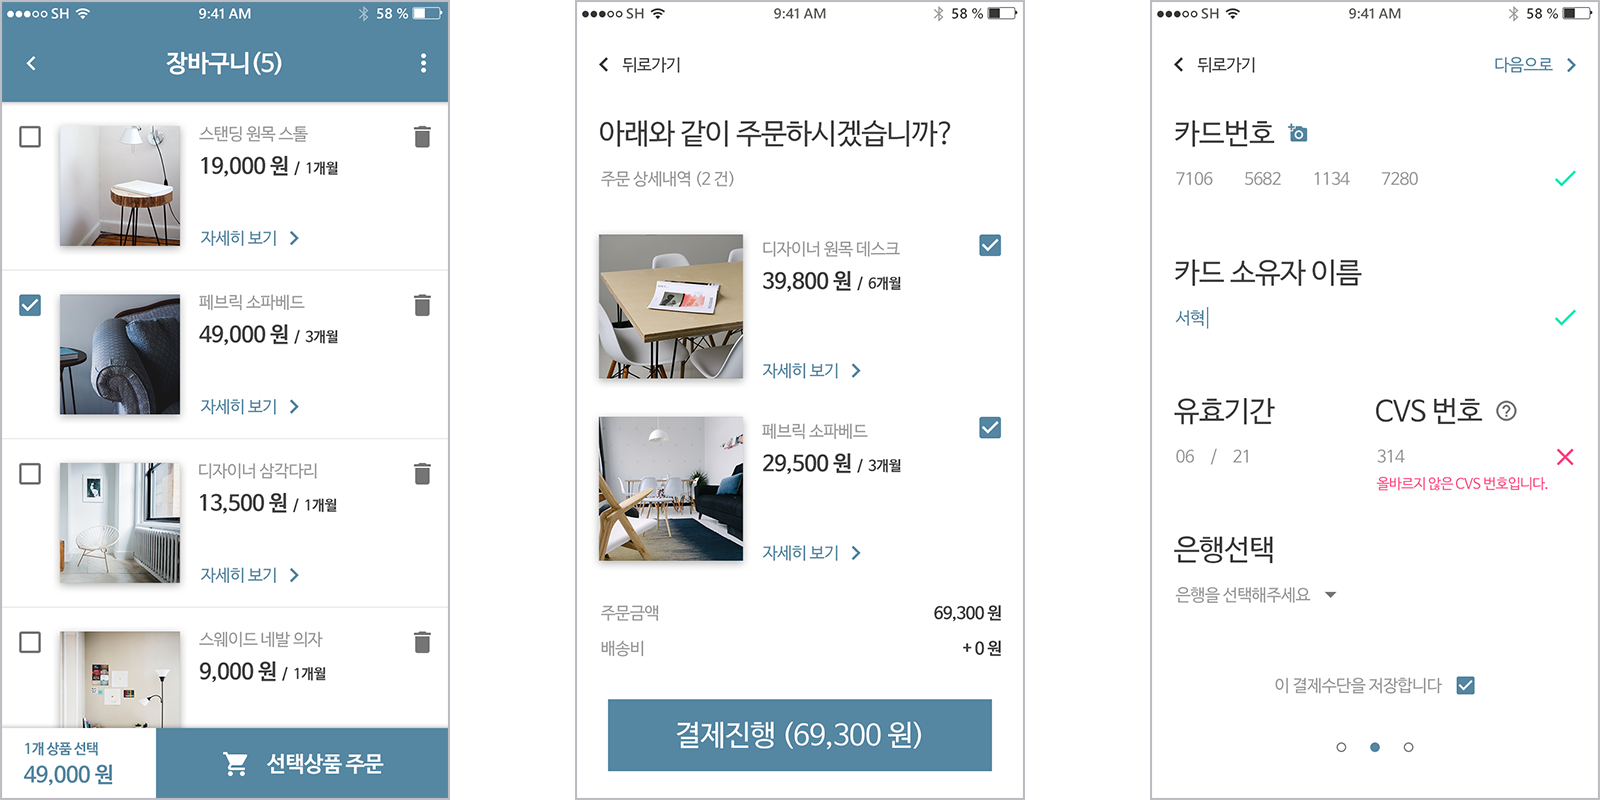 SH
9:41 AM
58 %
장바구니(5)
스탠딩 원목 스툴
19,000 원 / 1개월
자세히 보기
페브릭 소파베드
49,000 원 / 3개월
자세히 보기
디자이너 삼각다리
13,500 원 / 1개월
자세히 보기
스웨이드 네발 의자
9,000 원 / 1개월
1개 상품 선택
49,000 원
선택상품 주문
SH
9:41 AM
58 %
뒤로가기
아래와 같이 주문하시겠습니까?
주문 상세내역 (2 건)
디자이너 원목 데스크
39,800 원 / 6개월
자세히 보기
페브릭 소파베드
29,500 원 / 3개월
자세히 보기
주문금액
69,300 원
배송비
+ 0 원
결제진행 (69,300 원)
SH
9:41 AM
58 %
뒤로가기
다음으로
카드번호
7106 5682 1134 7280
카드 소유자 이름
서혁
유효기간
06 / 21
CVS 번호
314
올바르지 않은 CVS 번호입니다.
은행선택
은행을 선택해주세요
이 결제수단을 저장합니다